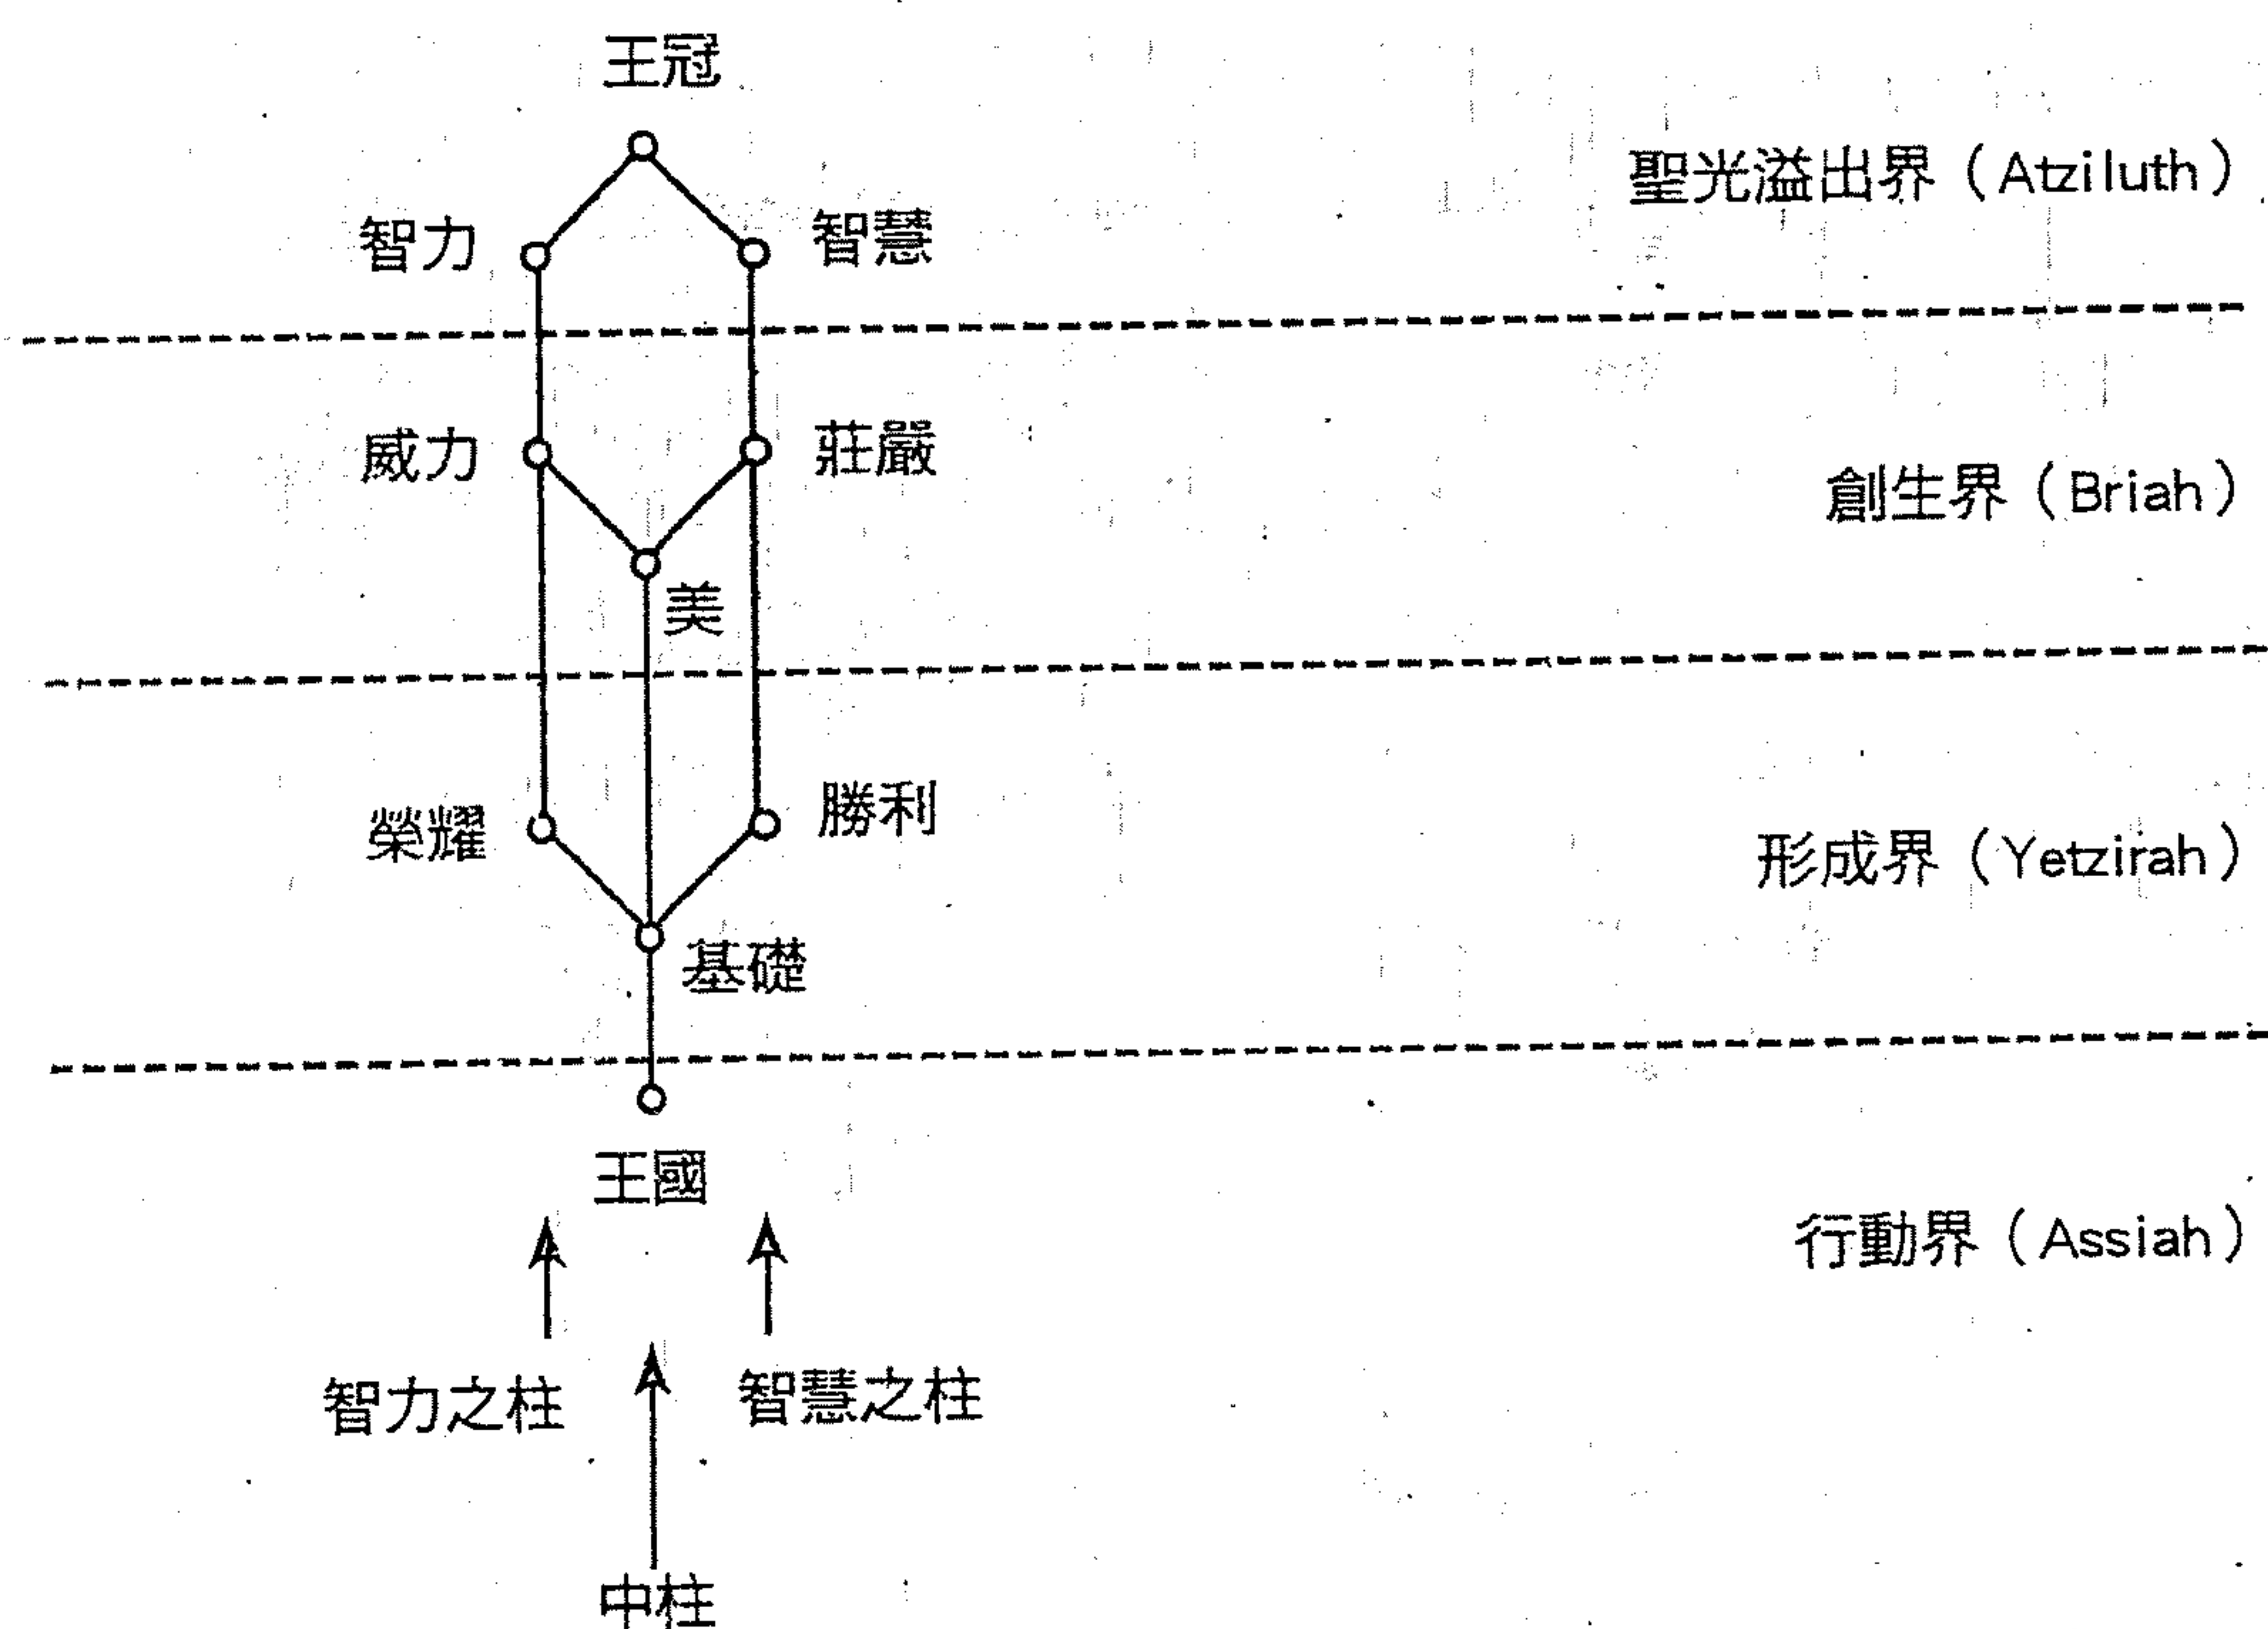 王冠
聖光溢出界（Atziluth）
智力
智慧
威力
莊嚴
創生界（Briah）
美
榮耀
勝利
形成界（Yetzirah）
基礎
王國
行動界（Assiah）
智力之柱
智慧之柱
中柱